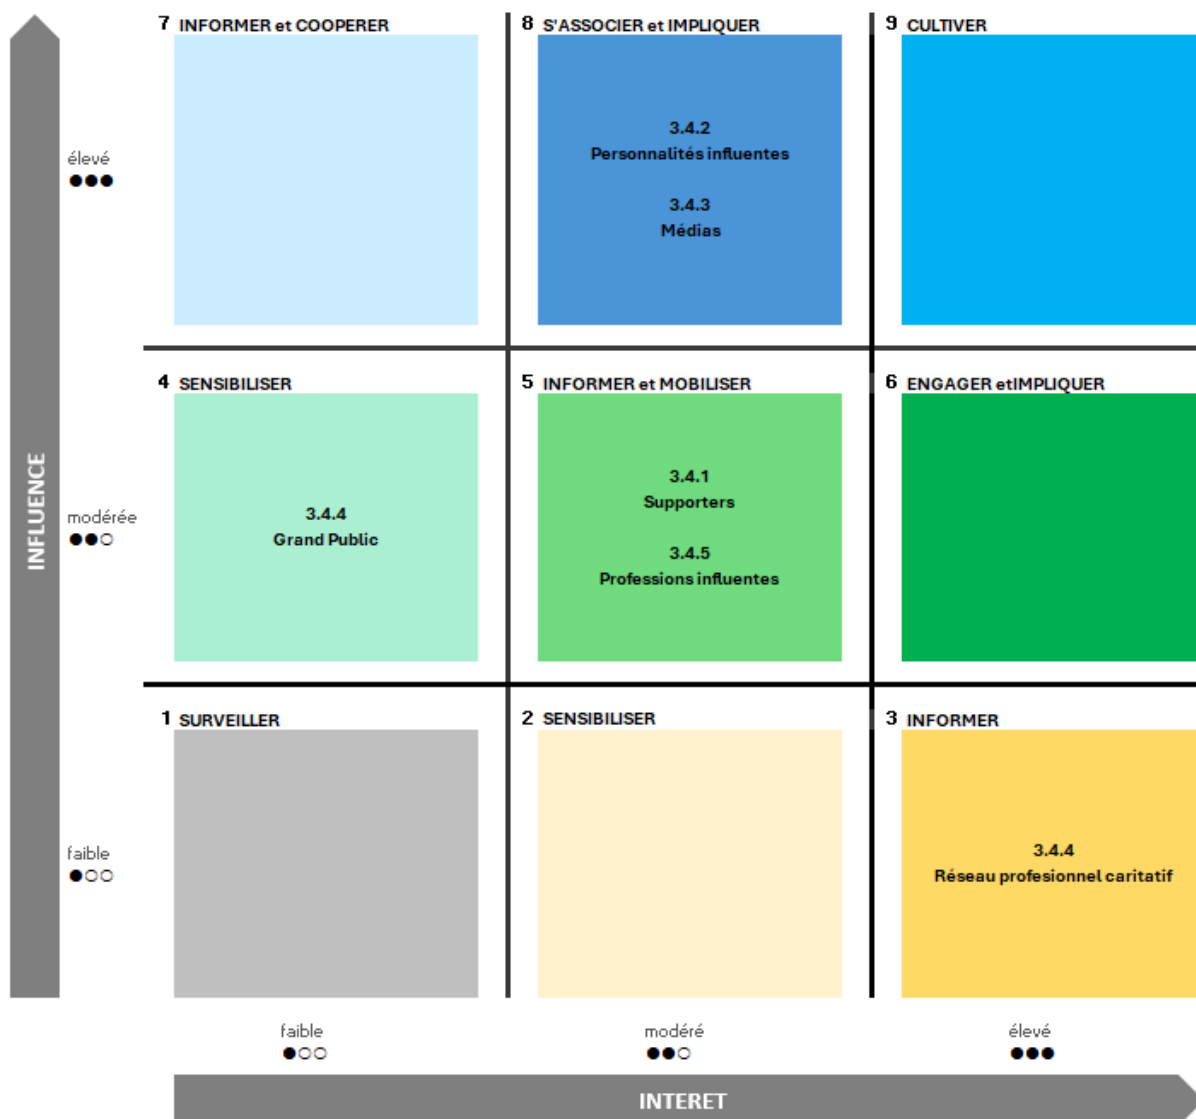 7 INFORMER et COOPERER
8 S'ASSOCIER et IMPLIQUER
9 CULTIVER
élevé
●●●
3.4.2
Personnalités influentes
3.4.3
Médias
INFLUENCE
4 SENSIBILISER
5 INFORMER et MOBILISER
6 ENGAGER etIMPLIQUER
modérée
●●○
3.4.4
Grand Public
3.4.1
Supporters
3.4.5
Professions influentes
1 SURVEILLER
2 SENSIBILISER
3 INFORMER
faible
●○○
3.4.4
Réseau profesionnel caritatif
faible
●○○
modéré
●●○
élevé
●●●
INTERET